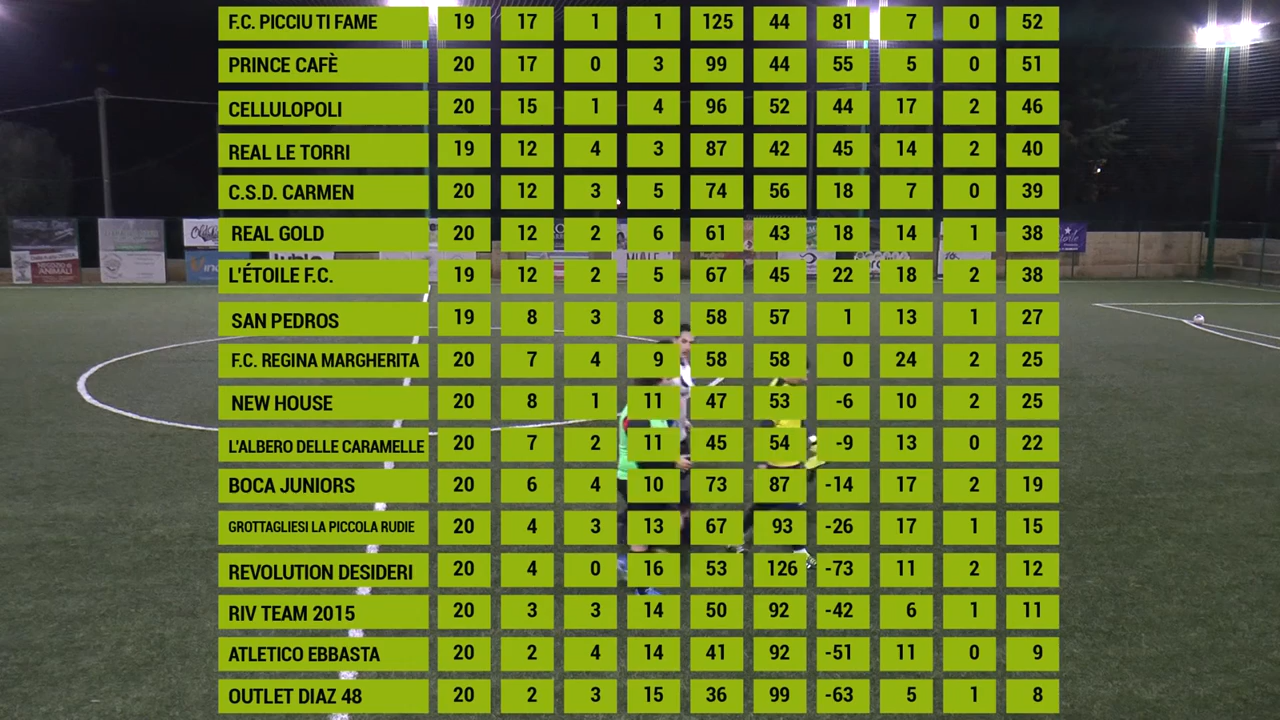 F.C. PICCIU TI FAME 19 17 1 1 125 44 81 7 0 52
PRINCE CAFÈ 20 17 0 3 99 44 55 5 0 51
CELLULOPOLI 20 15 1 4 96 52 44 17 2 46
REAL LE TORRI 19 12 4 3 87 42 45 14 2 40
C.S.D. CARMEN 20 12 3 5 74 56 18 7 0 39
REAL GOLD 20 12 2 6 61 43 18 14 1 38
L'ÉTOILE F.C. 19 12 2 5 67 45 22 18 2 38
SAN PEDROS 19 8 3 8 58 57 1 13 1 27
F.C. REGINA MARGHERITA 20 7 4 9 58 58 0 24 2 25
NEW HOUSE 20 8 1 11 47 53 -6 10 2 25
L'ALBERO DELLE CARAMELLE 20 7 2 11 45 54 -9 13 0 22
BOCA JUNIORS 20 6 4 10 73 87 -14 17 2 19
GROTTAGLIESI LA PICCOLA RUDIE 20 4 3 13 67 93 -26 17 1 15
REVOLUTION DESIDERI 20 4 0 16 53 126 -73 11 2 12
RIV TEAM 2015 20 3 3 14 50 92 -42 6 1 11
ATLETICO EBBASTA 20 2 4 14 41 92 -51 11 0 9
OUTLET DIAZ 48 20 2 3 15 36 99 -63 5 1 8
ANIMALI